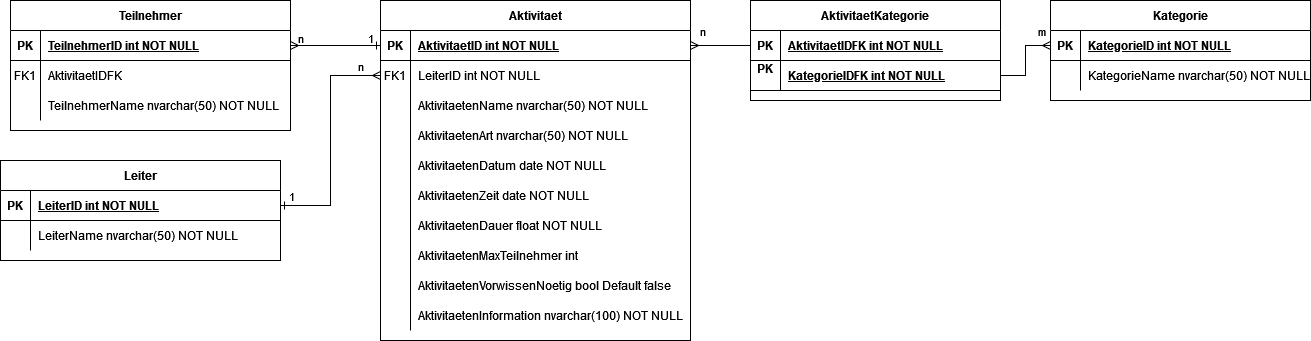 Teilnehmer
PK TeilnehmerID int NOT NULL
FK1 AktivitaetIDFK
TeilnehmerName nvarchar(50) NOT NULL
n
1
Leiter
PK LeiterID int NOT NULL
LeiterName nvarchar(50) NOT NULL
1
n
Aktivitaet
PK AktivitaetID int NOT NULL
FK1 LeiterID int NOT NULL
AktivitaetenName nvarchar(50) NOT NULL
AktivitaetenArt nvarchar(50) NOT NULL
AktivitaetenDatum date NOT NULL
AktivitaetenZeit date NOT NULL
AktivitaetenDauer float NOT NULL
AktivitaetenMaxTeilnehmer int
AktivitaetenVorwissenNoetig bool Default false
AktivitaetenInformation nvarchar(100) NOT NULL
n
AktivitaetKategorie
PK AktivitaetIDFK int NOT NULL
PK KategorieIDFK int NOT NULL
m
Kategorie
PK KategorieID int NOT NULL
KategorieName nvarchar(50) NOT NULL